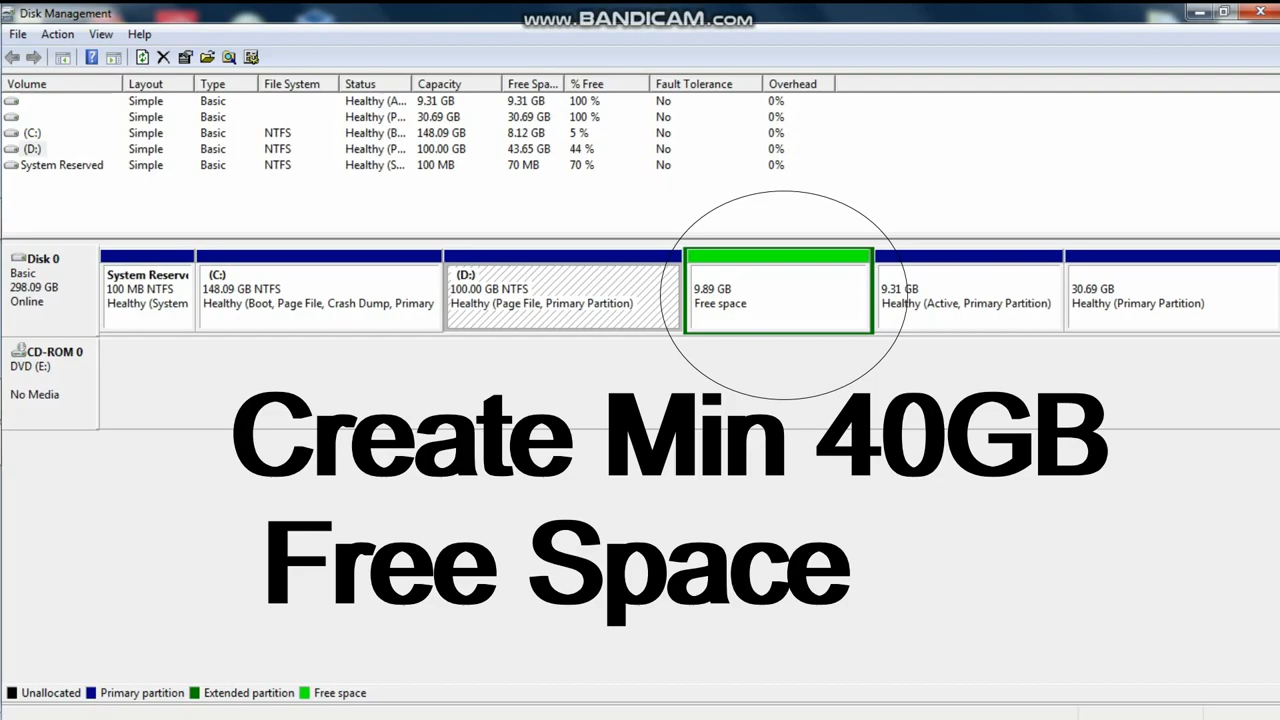 Disk Management
www.BANDICAM.com
File Action View Help
Volume Layout Type File System Status Capacity Free Spa... % Free Fault Tolerance Overhead
Simple Basic Healthy (A... 9.31 GB 9.31 GB 100 % No 0%
Simple Basic Healthy (P... 30.69 GB 30.69 GB 100 % No 0%
(C:) Simple Basic NTFS Healthy (B... 148.09 GB 8.12 GB 5 % No 0%
(D:) Simple Basic NTFS Healthy (P... 100.00 GB 43.65 GB 44 % No 0%
System Reserved Simple Basic NTFS Healthy (S... 100 MB 70 MB 70 % No 0%
Disk 0
Basic
298.09 GB
Online
System Reserve
100 MB NTFS
Healthy (System
(C:)
148.09 GB NTFS
Healthy (Boot, Page File, Crash Dump, Primary
(D:)
100.00 GB NTFS
Healthy (Page File, Primary Partition)
9.89 GB
Free space
9.31 GB
Healthy (Active, Primary Partition)
30.69 GB
Healthy (Primary Partition)
CD-ROM 0
DVD (E:)
No Media
Create Min 40GB
Free Space
Unallocated Primary partition Extended partition Free space